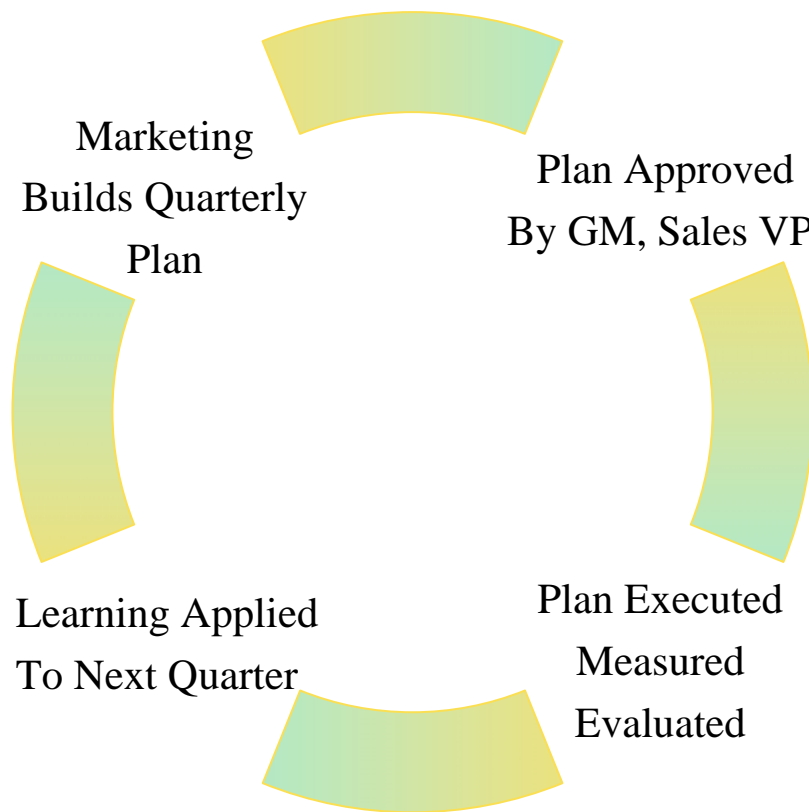 Marketing
Builds Quarterly
Plan
Plan Approved
By GM, Sales VP
Plan Executed
Measured
Evaluated
Learning Applied
To Next Quarter